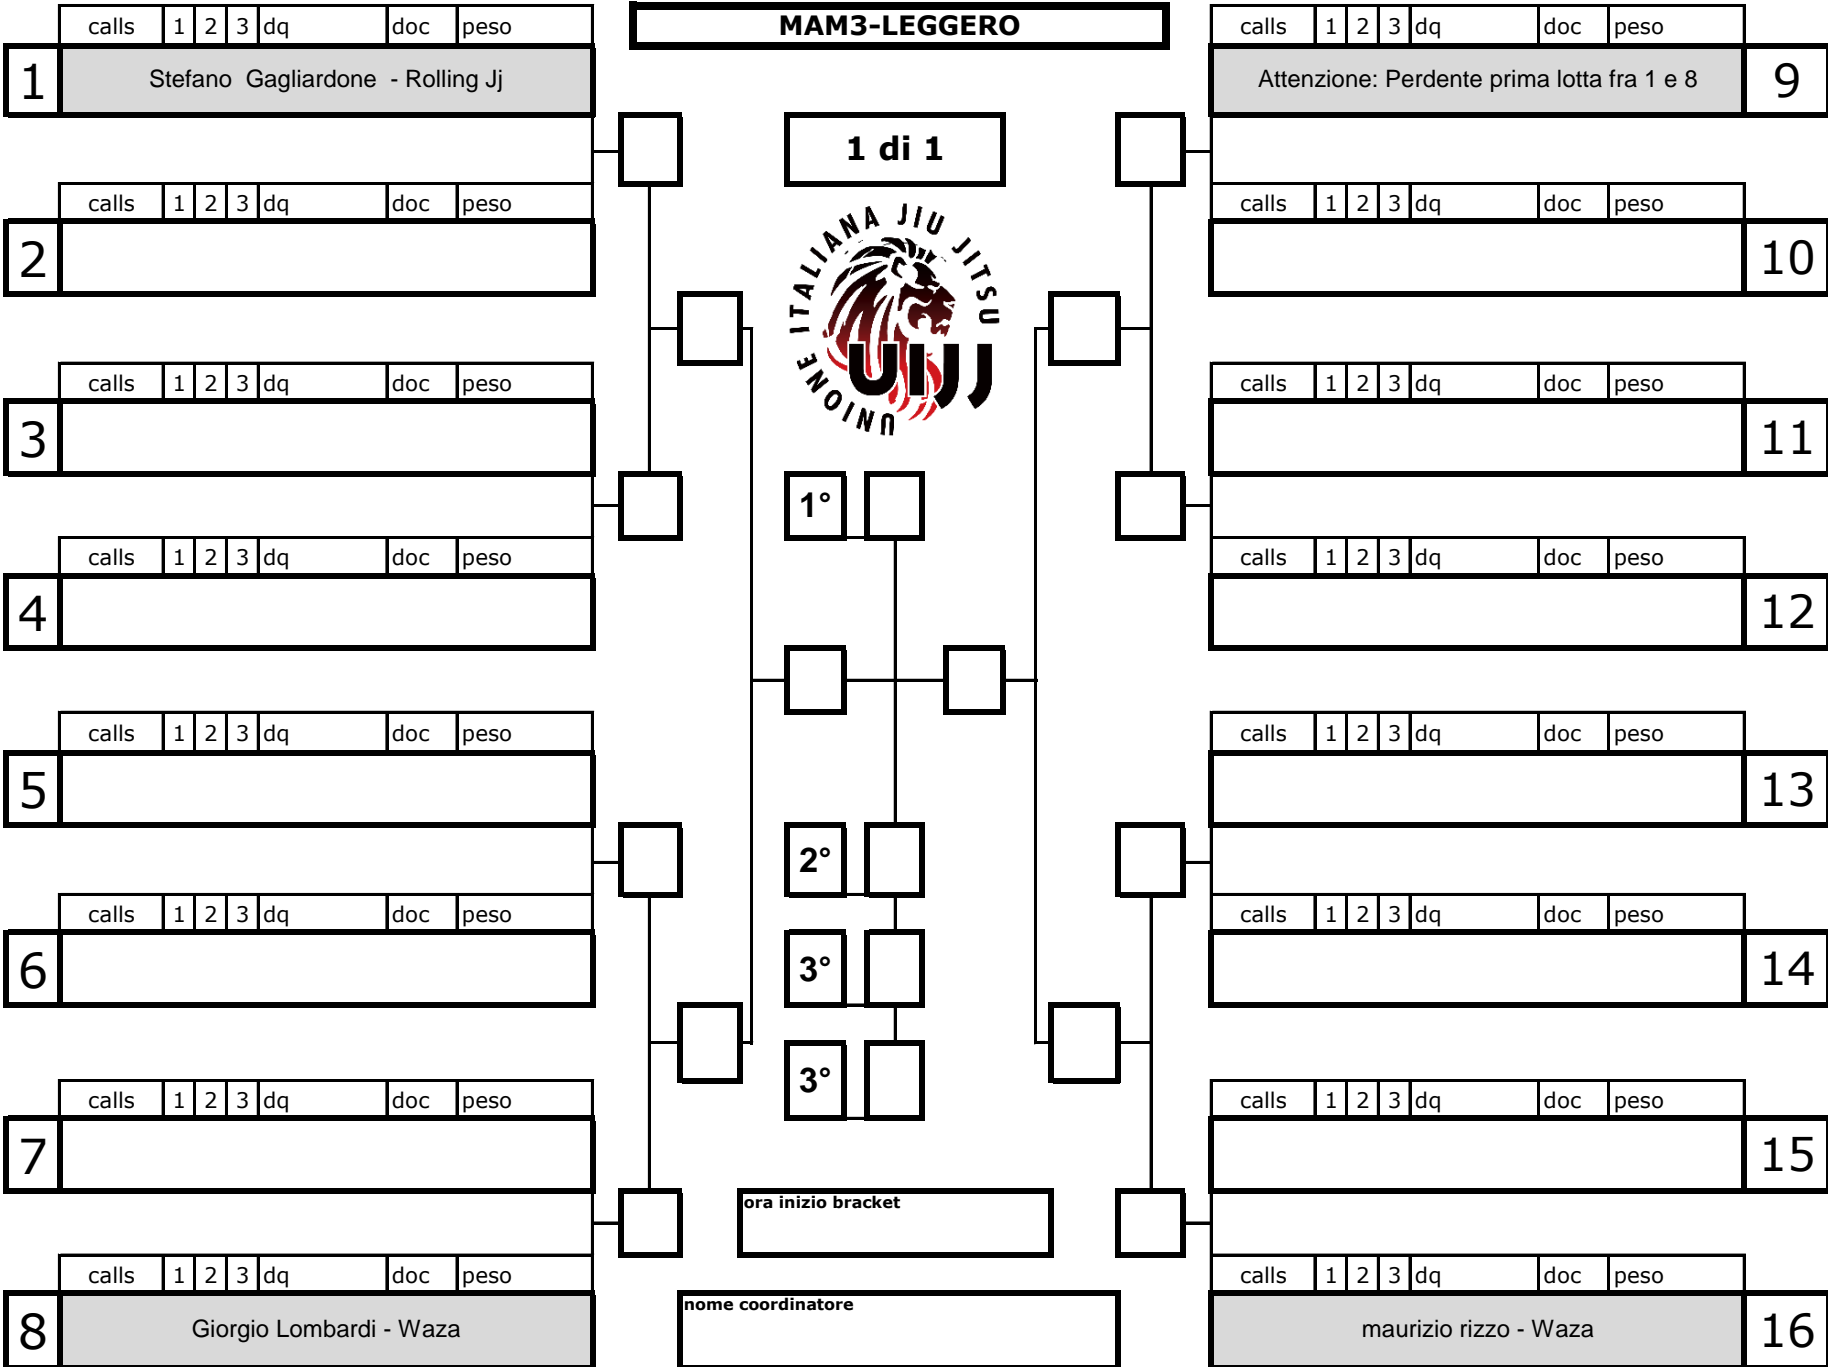 calls 1 2 3 dq doc peso
MAM3-LEGGERO
calls 1 2 3 dq doc peso
1 Stefano  Gagliardone  - Rolling Jj
Attenzione: Perdente prima lotta fra 1 e 8 9
1 di 1
calls 1 2 3 dq doc peso
calls 1 2 3 dq doc peso
2
10
UNIONE ITALIANA JIU JITSU
UIJJ
calls 1 2 3 dq doc peso
calls 1 2 3 dq doc peso
3
11
1°
calls 1 2 3 dq doc peso
calls 1 2 3 dq doc peso
4
12
calls 1 2 3 dq doc peso
calls 1 2 3 dq doc peso
5
13
2°
calls 1 2 3 dq doc peso
calls 1 2 3 dq doc peso
6
3°
14
3°
calls 1 2 3 dq doc peso
calls 1 2 3 dq doc peso
7
15
ora inizio bracket
calls 1 2 3 dq doc peso
calls 1 2 3 dq doc peso
nome coordinatore
8 Giorgio Lombardi - Waza
maurizio rizzo - Waza 16